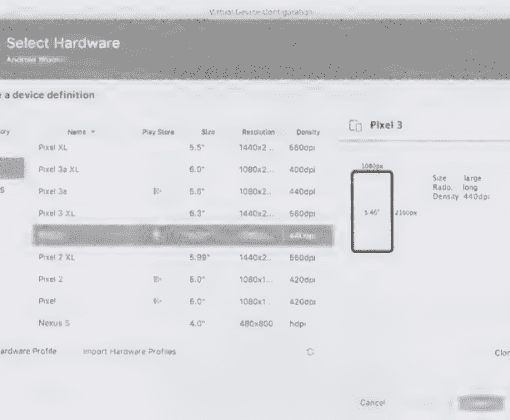 Virtual Device Configuration
Select Hardware
Android Studio
a device definition
ory Name Play Store Size Resolution Density
Pixel XL 5.5" 1440x2... 560dpi
Pixel 3a XL 6.0" 1080x2... 400dpi
Pixel 3a 5.6" 1080x2... 440dpi
Pixel 3 XL 6.3" 1440x2... 560dpi
440dpi
Pixel 2 XL 5.99" 1440x2... 560dpi
Pixel 2 5.0" 1080x1... 420dpi
Pixel 5.0" 1080x1... 420dpi
Nexus S 4.0" 480x800 hdpi
ardware Profile Import Hardware Profiles
Pixel 3
1080px
5.46" 2160px
Size large
Ratio: long
Density 440dpi
Clon
Cancel